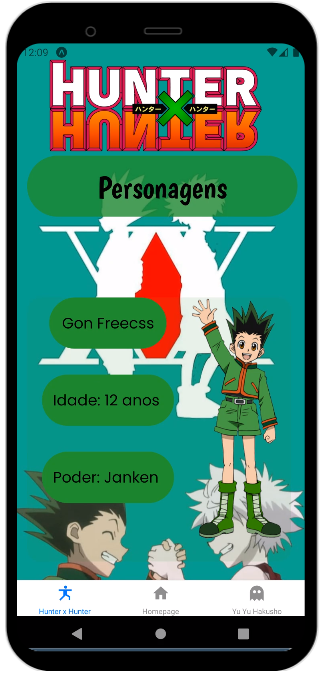 12:09
HUNTER
ハンター × ハンター
HUNTER
Personagens
Gon Freecss
Idade: 12 anos
Poder: Janken
Hunter x Hunter
Homepage
Yu Yu Hakusho